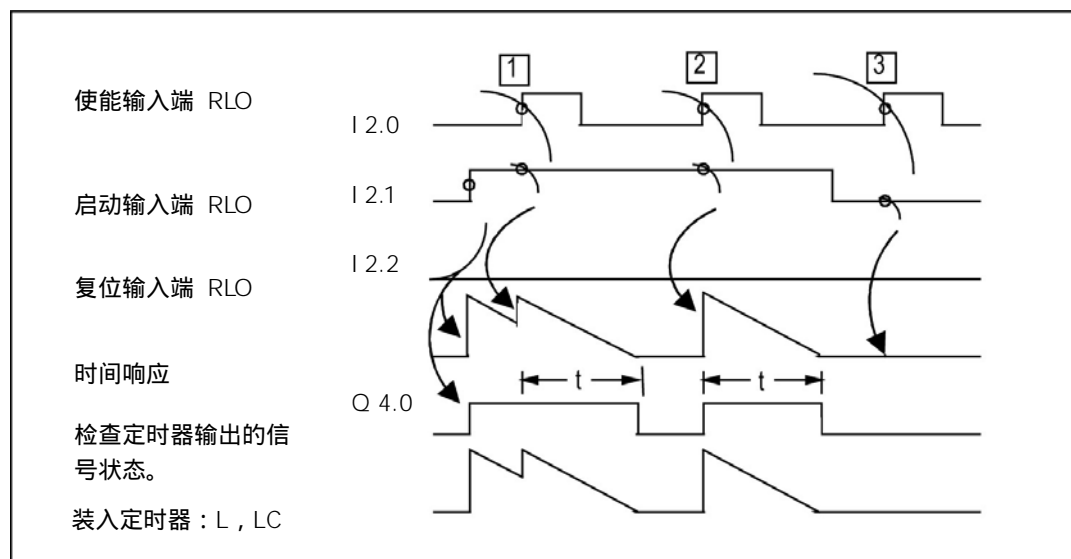 1 2 3
使能输入端 RLO
I 2.0
启动输入端 RLO
I 2.1
I 2.2
复位输入端 RLO
时间响应
t t
Q 4.0
检查定时器输出的信
号状态。
装入定时器：L , LC